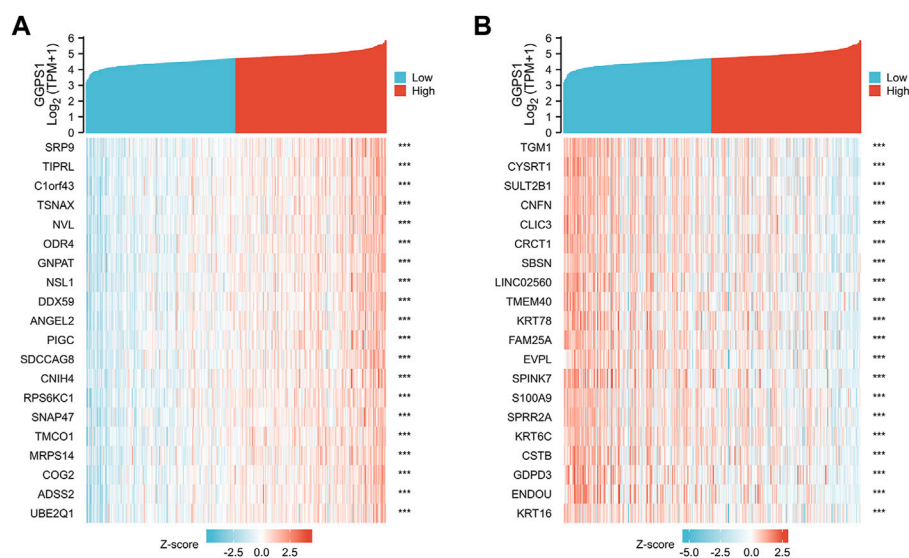 A
GGPS1
Log2 (TPM+1)
6
5
4
3
2
1
0
Low
High
SRP9 ***
TIPRL ***
C1orf43 ***
TSNAX ***
NVL ***
ODR4 ***
GNPAT ***
NSL1 ***
DDX59 ***
ANGEL2 ***
PIGC ***
SDCCAG8 ***
CNIH4 ***
RPS6KC1 ***
SNAP47 ***
TMCO1 ***
MRPS14 ***
COG2 ***
ADSS2 ***
UBE2Q1 ***
Z-score
-2.5 0.0 2.5
B
GGPS1
Log2 (TPM+1)
6
5
4
3
2
1
0
Low
High
TGM1 ***
CYSRT1 ***
SULT2B1 ***
CNFN ***
CLIC3 ***
CRCT1 ***
SBSN ***
LINC02560 ***
TMEM40 ***
KRT78 ***
FAM25A ***
EVPL ***
SPINK7 ***
S100A9 ***
SPRR2A ***
KRT6C ***
CSTB ***
GDPD3 ***
ENDOU ***
KRT16 ***
Z-score
-5.0 -2.5 0.0 2.5